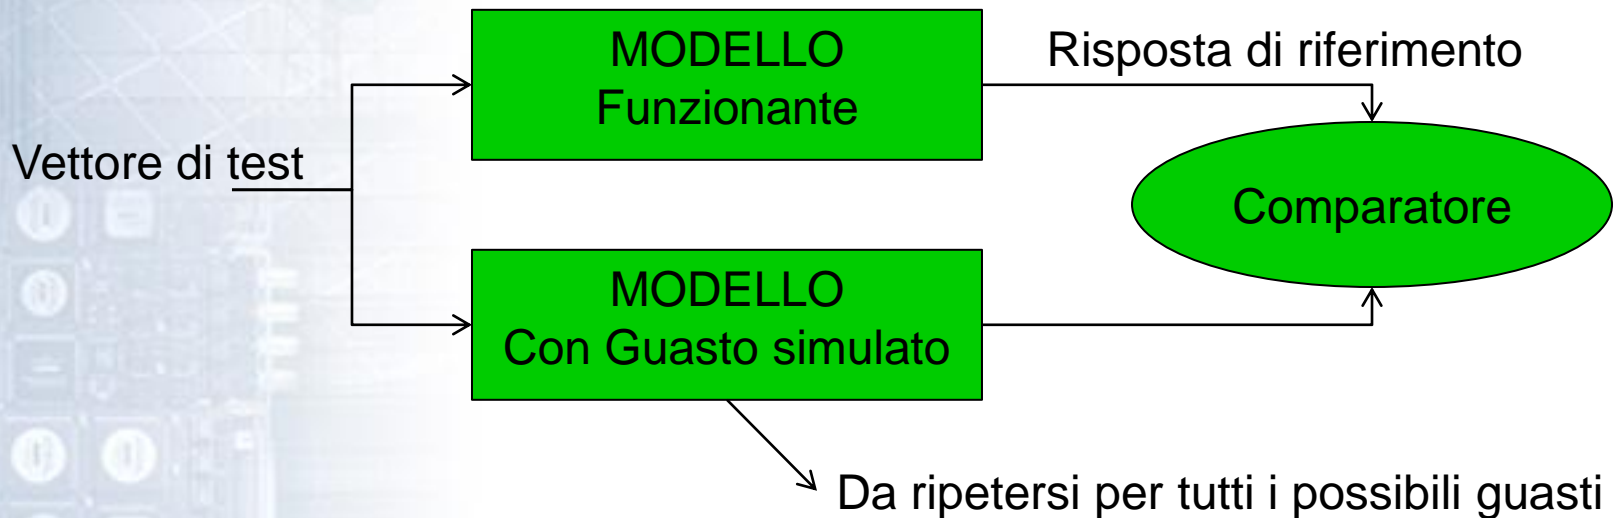 MODELLO
Funzionante
Risposta di riferimento
Vettore di test
Comparatore
MODELLO
Con Guasto simulato
Da ripetersi per tutti i possibili guasti